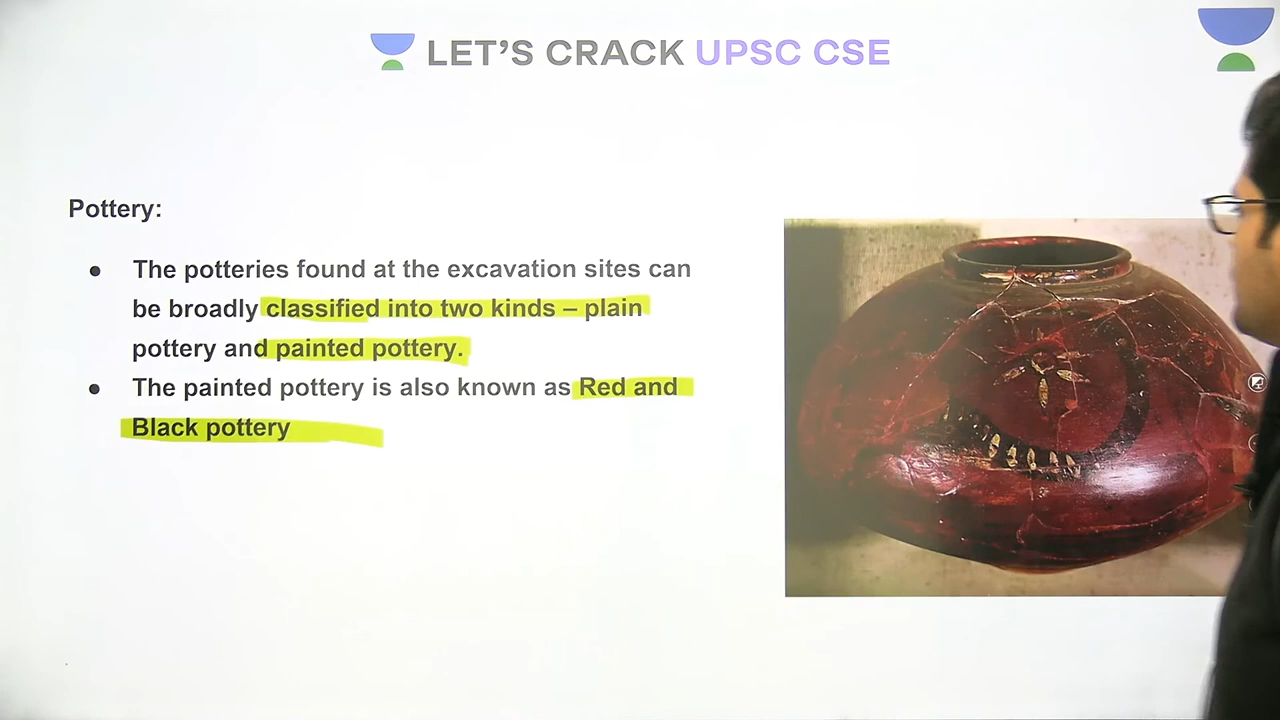 LET’S CRACK UPSC CSE
Pottery:
● The potteries found at the excavation sites can
be broadly classified into two kinds – plain
pottery and painted pottery.
● The painted pottery is also known as Red and
Black pottery